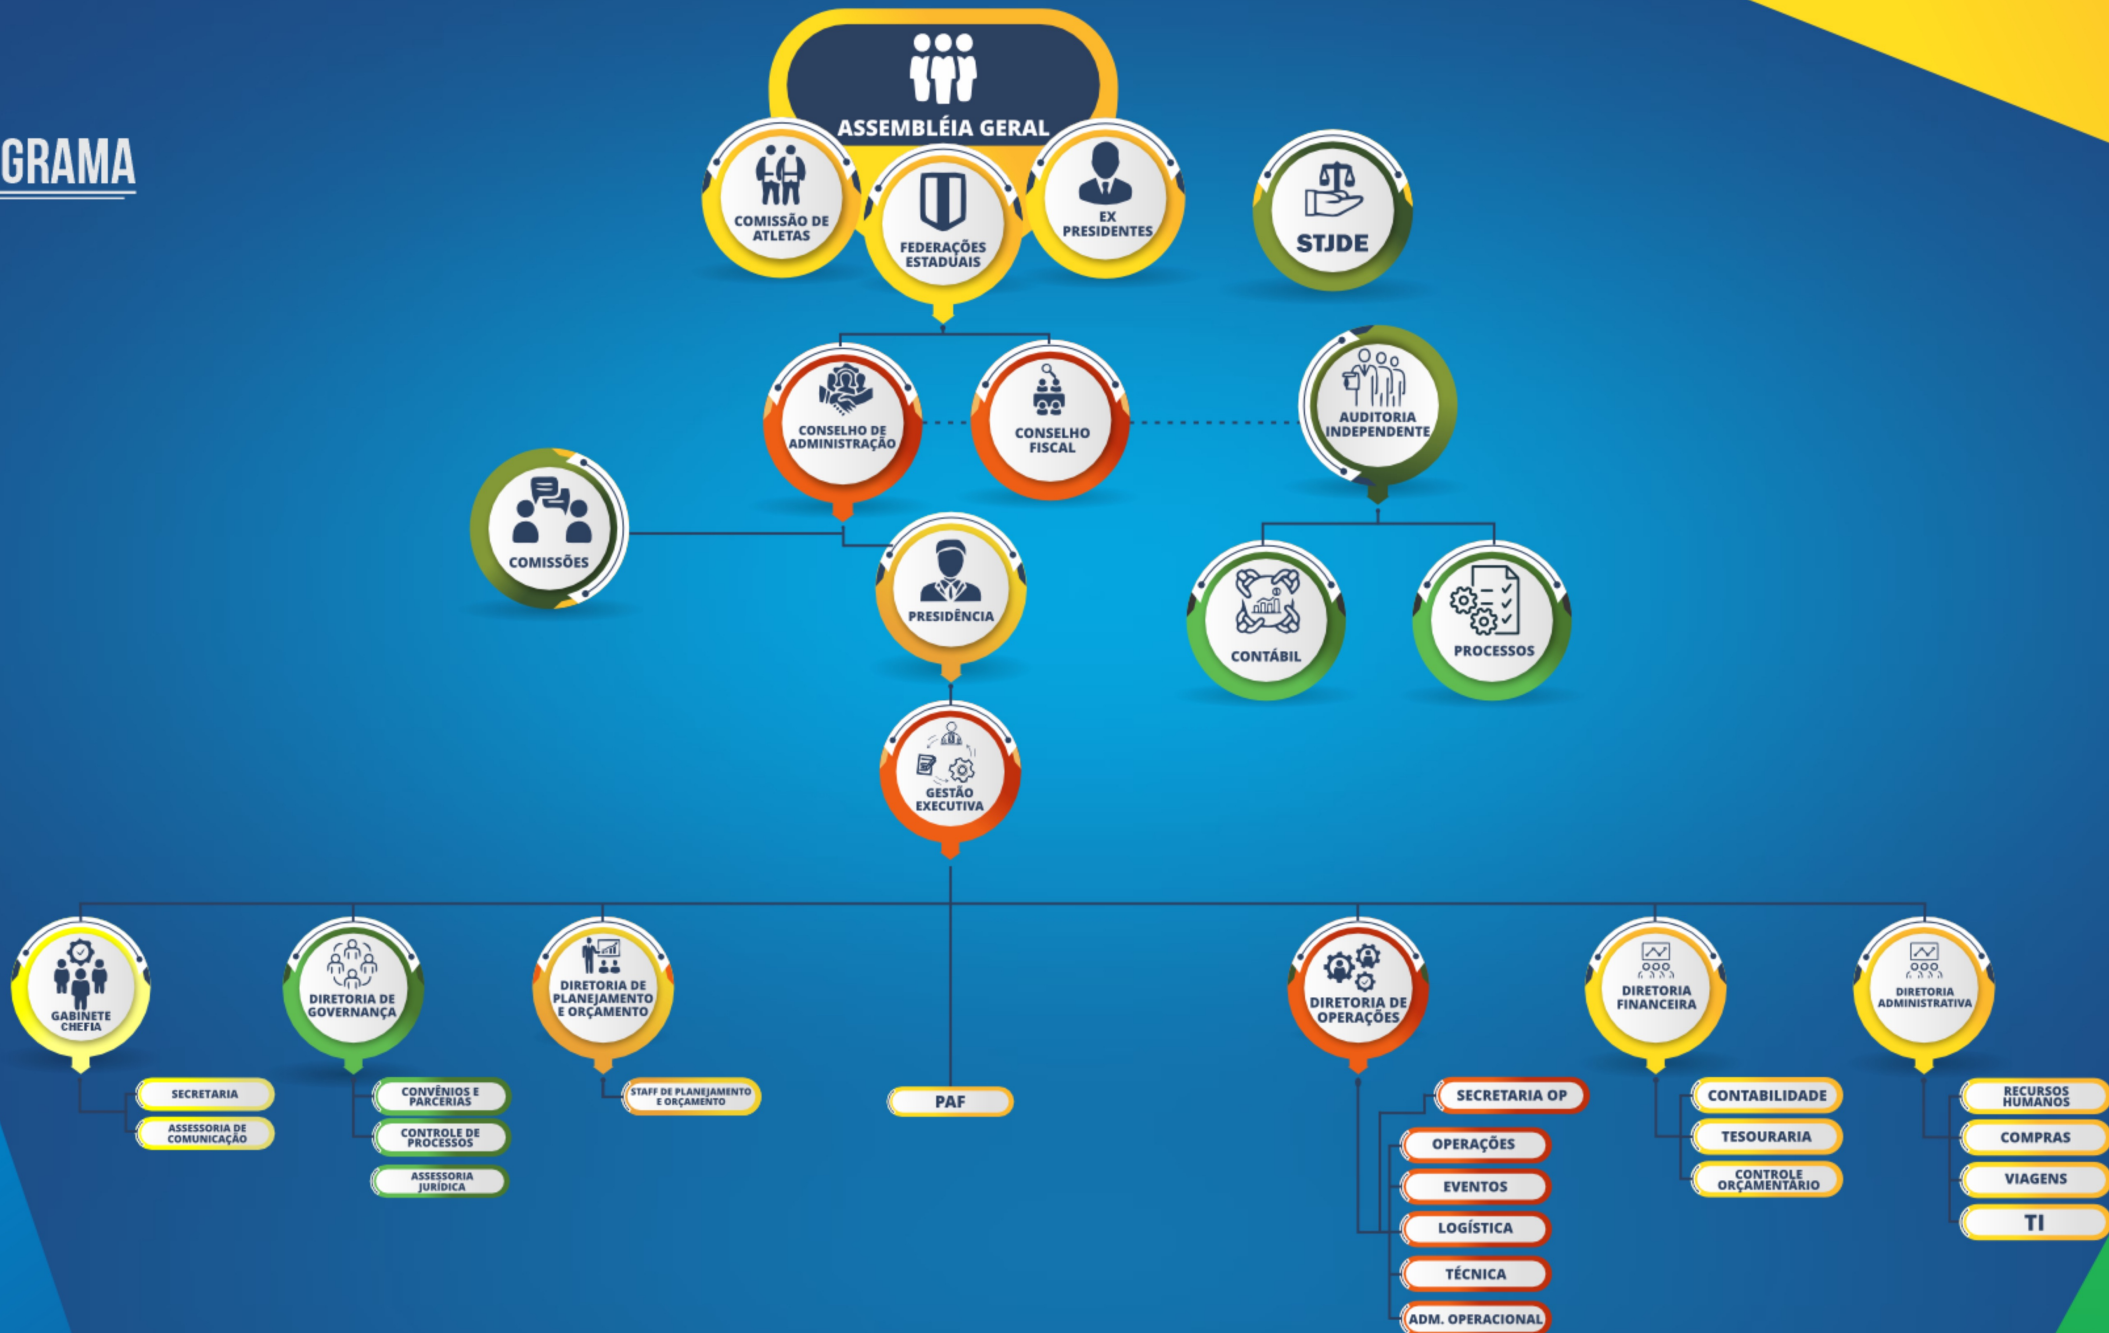 GRAMA
ASSEMBLÉIA GERAL
COMISSÃO DE
ATLETAS
FEDERAÇÕES
ESTADUAIS
EX
PRESIDENTES
STJDE
CONSELHO DE
ADMINISTRAÇÃO
CONSELHO
FISCAL
AUDITORIA
INDEPENDENTE
COMISSÕES
PRESIDÊNCIA
CONTÁBIL
PROCESSOS
GESTÃO
EXECUTIVA
GABINETE
CHEFIA
DIRETORIA DE
GOVERNANÇA
DIRETORIA DE
PLANEJAMENTO
E ORÇAMENTO
DIRETORIA DE
OPERAÇÕES
DIRETORIA
FINANCEIRA
DIRETORIA
ADMINISTRATIVA
SECRETARIA
ASSESSORIA DE
COMUNICAÇÃO
CONVÊNIOS E
PARCERIAS
CONTROLE DE
PROCESSOS
ASSESSORIA
JURÍDICA
STAFF DE PLANEJAMENTO
E ORÇAMENTO
PAF
SECRETARIA OP
OPERAÇÕES
EVENTOS
LOGÍSTICA
TÉCNICA
ADM. OPERACIONAL
CONTABILIDADE
TESOURARIA
CONTROLE
ORÇAMENTÁRIO
RECURSOS
HUMANOS
COMPRAS
VIAGENS
TI